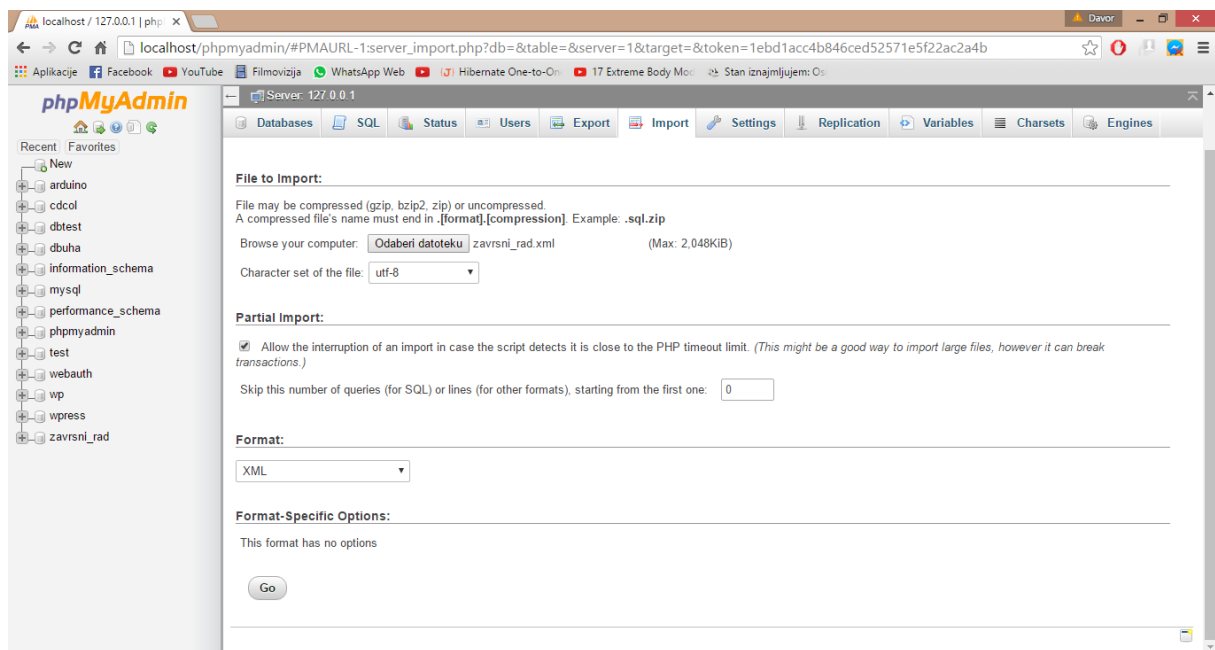 localhost / 127.0.0.1 | php
Davor
localhost/phpmyadmin/#PMAURL-1:server_import.php?db=&table=&server=1&target=&token=1ebd1acc4b846ced52571e5f22ac2a4b
Aplikacije Facebook YouTube Filmovizija WhatsApp Web Hibernate One-to-On 17 Extreme Body Mod Stan iznajmljujem: Os
phpMyAdmin
Recent Favorites
New
arduino
cdcol
dbtest
dbuha
information_schema
mysql
performance_schema
phpmyadmin
test
webauth
wp
wpress
zavrsni_rad
Server: 127.0.0.1
Databases SQL Status Users Export Import Settings Replication Variables Charsets Engines
File to Import:
File may be compressed (gzip, bzip2, zip) or uncompressed.
A compressed file's name must end in .[format].[compression]. Example: .sql.zip
Browse your computer: Odaberi datoteku zavrsni_rad.xml (Max: 2,048KiB)
Character set of the file: utf-8
Partial Import:
Allow the interruption of an import in case the script detects it is close to the PHP timeout limit. (This might be a good way to import large files, however it can break
transactions.)
Skip this number of queries (for SQL) or lines (for other formats), starting from the first one: 0
Format:
XML
Format-Specific Options:
This format has no options
Go